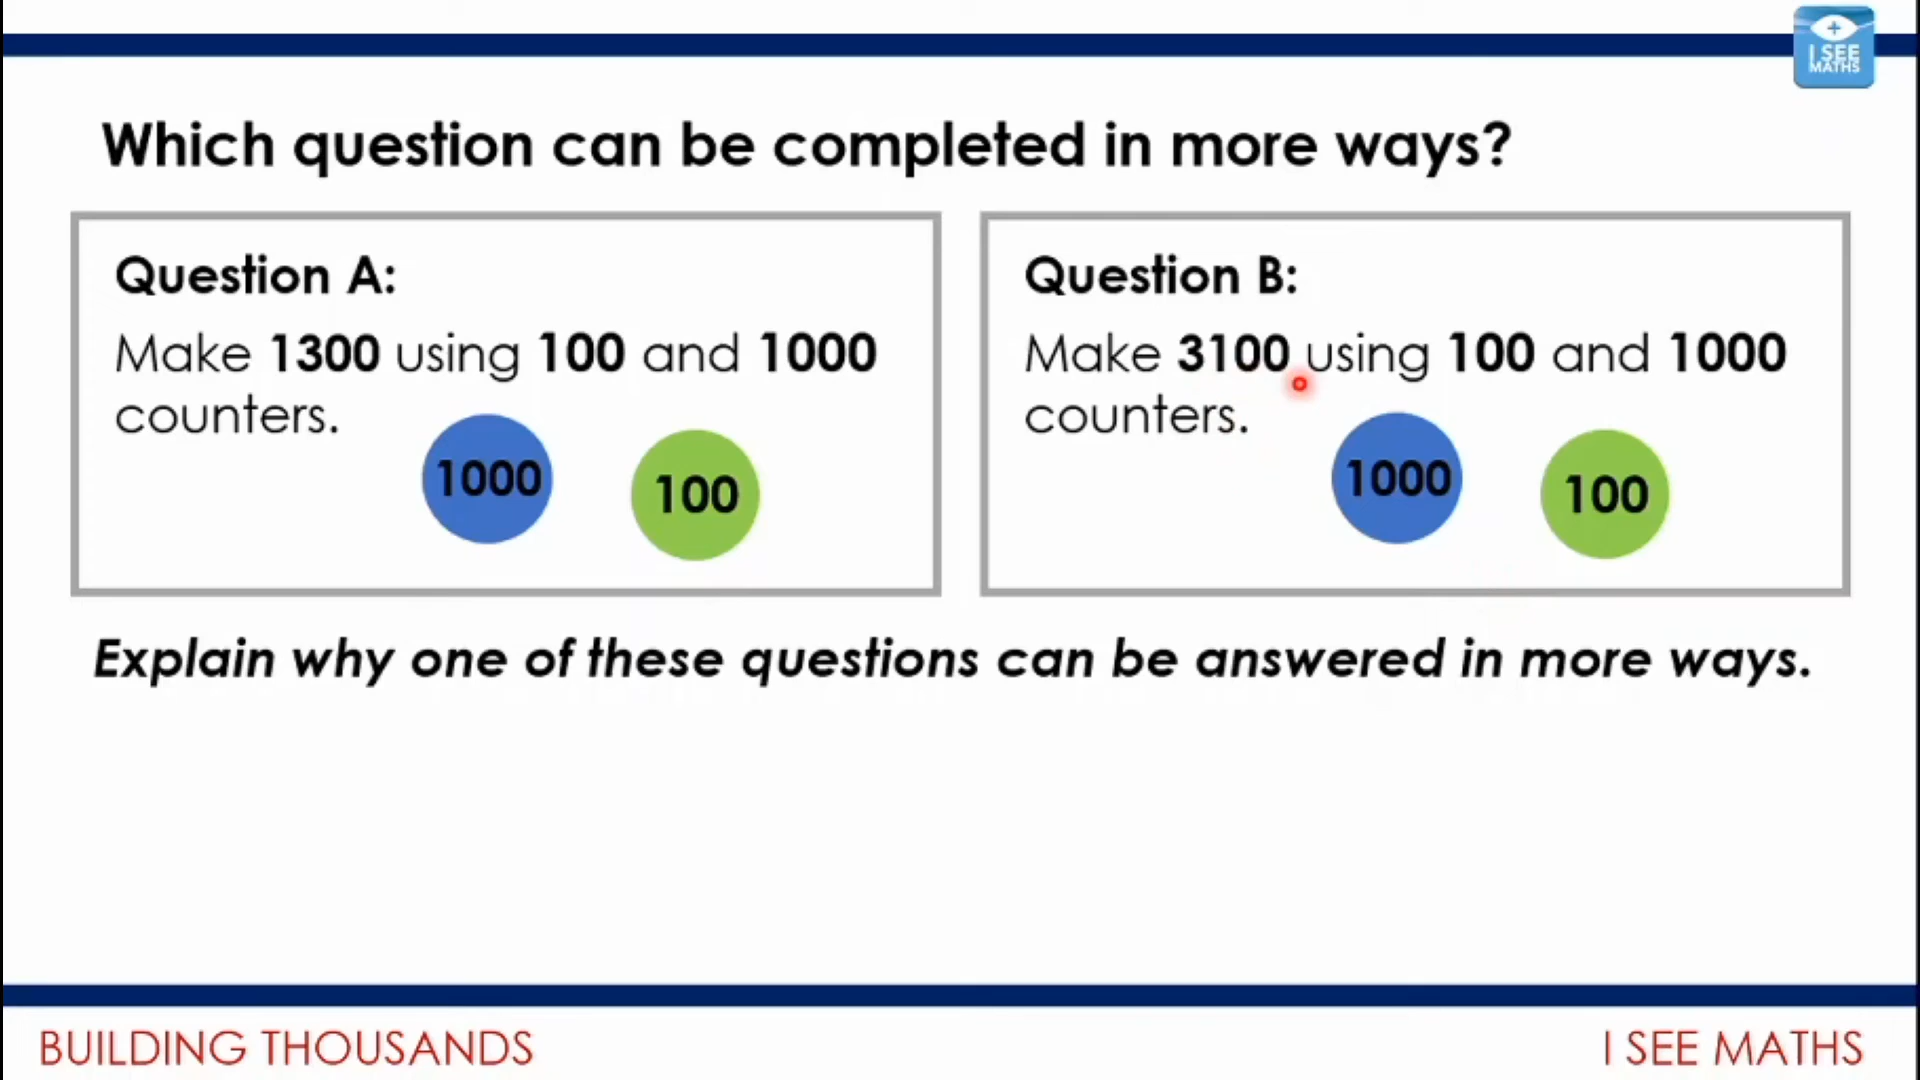 I SEE
MATHS
Which question can be completed in more ways?
Question A:
Make 1300 using 100 and 1000
counters.
1000
100
Question B:
Make 3100 using 100 and 1000
counters.
1000
100
Explain why one of these questions can be answered in more ways.
BUILDING THOUSANDS
I SEE MATHS